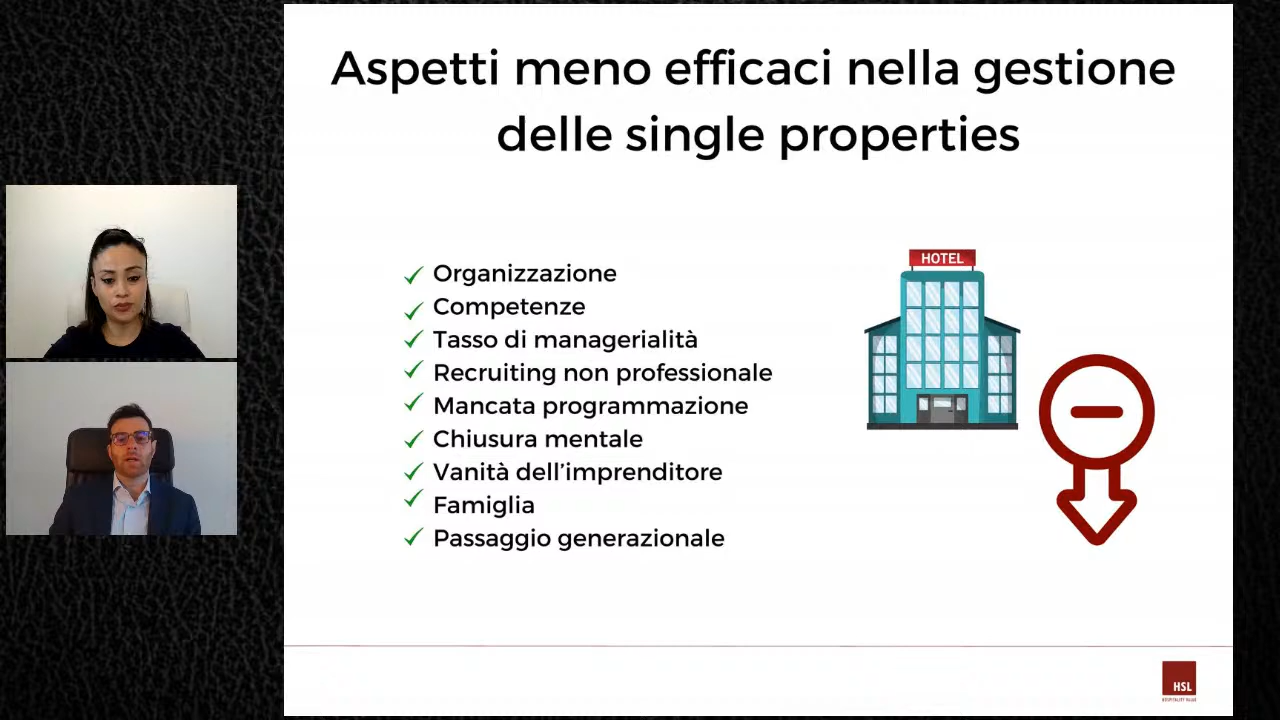 Aspetti meno efficaci nella gestione
delle single properties
Organizzazione
Competenze
Tasso di managerialità
Recruiting non professionale
Mancata programmazione
Chiusura mentale
Vanità dell’imprenditore
Famiglia
Passaggio generazionale
HOTEL
HSL